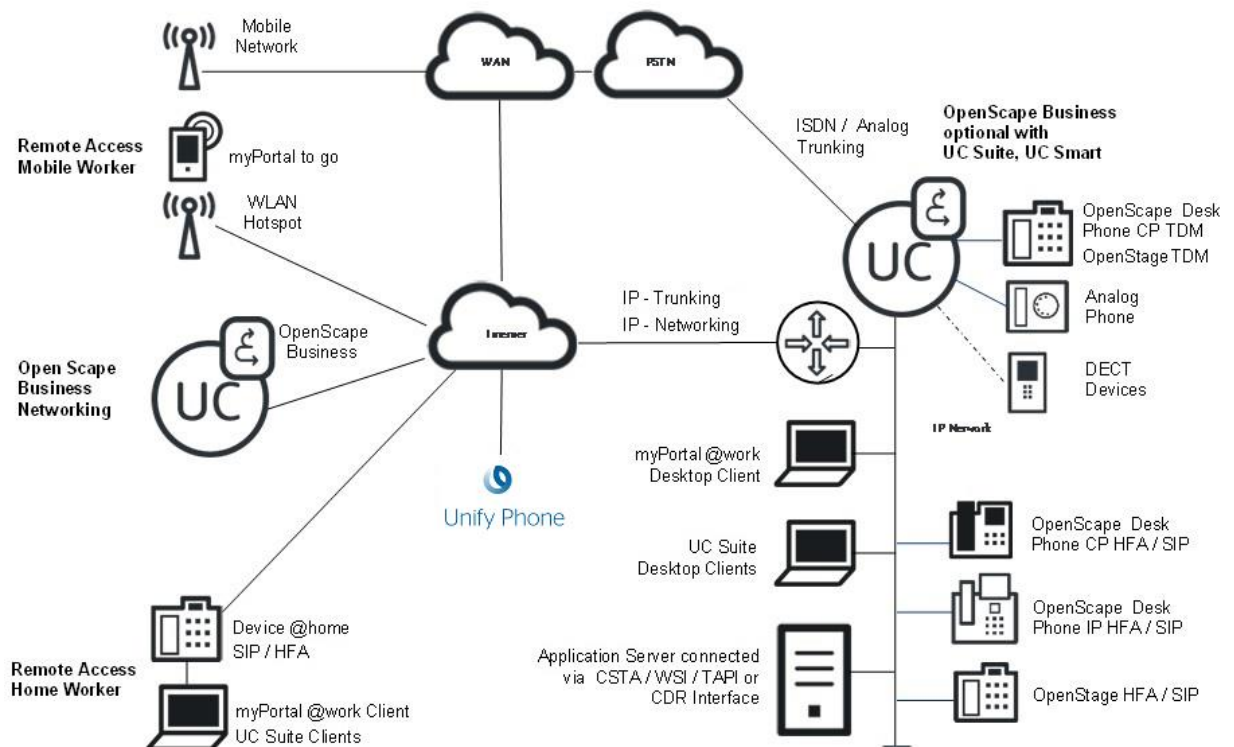 Mobile
Network
WAN
PSTN
ISDN / Analog
Trunking
OpenScape Business
optional with
UC Suite, UC Smart
Remote Access
Mobile Worker
myPortal to go
WLAN
Hotspot
UC
OpenScape Desk
Phone CP TDM
OpenStage TDM
Analog
Phone
DECT
Devices
IP - Trunking
IP - Networking
Internet
OpenScape
Business
Open Scape
Business
Networking
UC
IP Network
Unify Phone
myPortal @work
Desktop Client
UC Suite
Desktop Clients
OpenScape Desk
Phone CP HFA / SIP
OpenScape Desk
Phone IP HFA / SIP
OpenStage HFA / SIP
Application Server connected
via CSTA / WSI / TAPI or
CDR Interface
Device @home
SIP / HFA
Remote Access
Home Worker
myPortal @work Client
UC Suite Clients